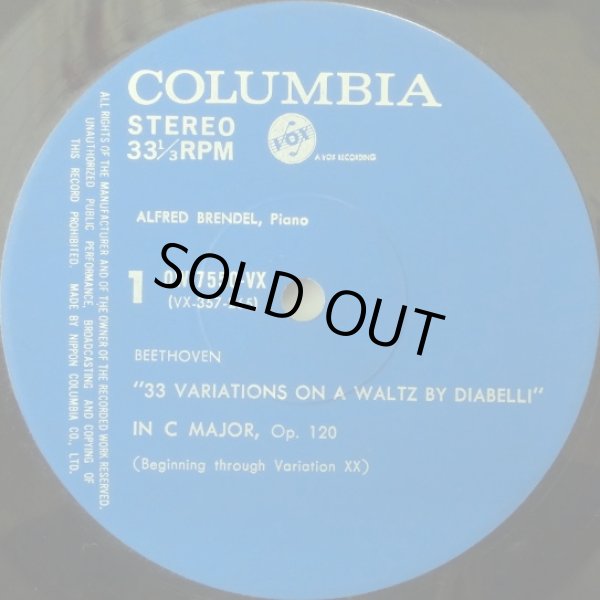 COLUMBIA
STEREO
33 1/3 RPM
VOX
A VOX RECORDING
ALFRED BRENDEL, Piano
1
SOLD OUT
BEETHOVEN
"33 VARIATIONS ON A WALTZ BY DIABELLI"
IN C MAJOR, Op. 120
(Beginning through Variation XX)
ALL RIGHTS OF THE MANUFACTURER AND OF THE OWNER OF THE RECORDED WORK RESERVED.
UNAUTHORIZED PUBLIC PERFORMANCE, BROADCASTING AND COPYING OF
THIS RECORD PROHIBITED. MADE BY NIPPON COLUMBIA CO., LTD.